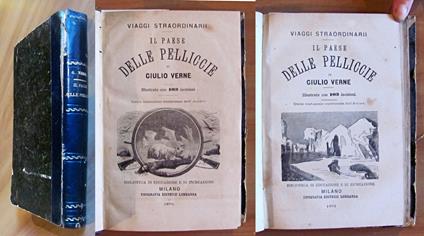 G. VERNE
IL PAESE
DELLE PELLICCIE
VIAGGI STRAORDINARII
IL PAESE
DELLE PELLICCIE
DI
GIULIO VERNE
Illustrato con 103 incisioni
BIBLIOTECA DI EDUCAZIONE E DI RICREAZIONE
MILANO
TIPOGRAFIA EDITRICE LOMBARDA
VIAGGI STRAORDINARII
IL PAESE
DELLE PELLICCIE
DI
GIULIO VERNE
Illustrato con 103 incisioni
BIBLIOTECA DI EDUCAZIONE E DI RICREAZIONE
MILANO
TIPOGRAFIA EDITRICE LOMBARDA